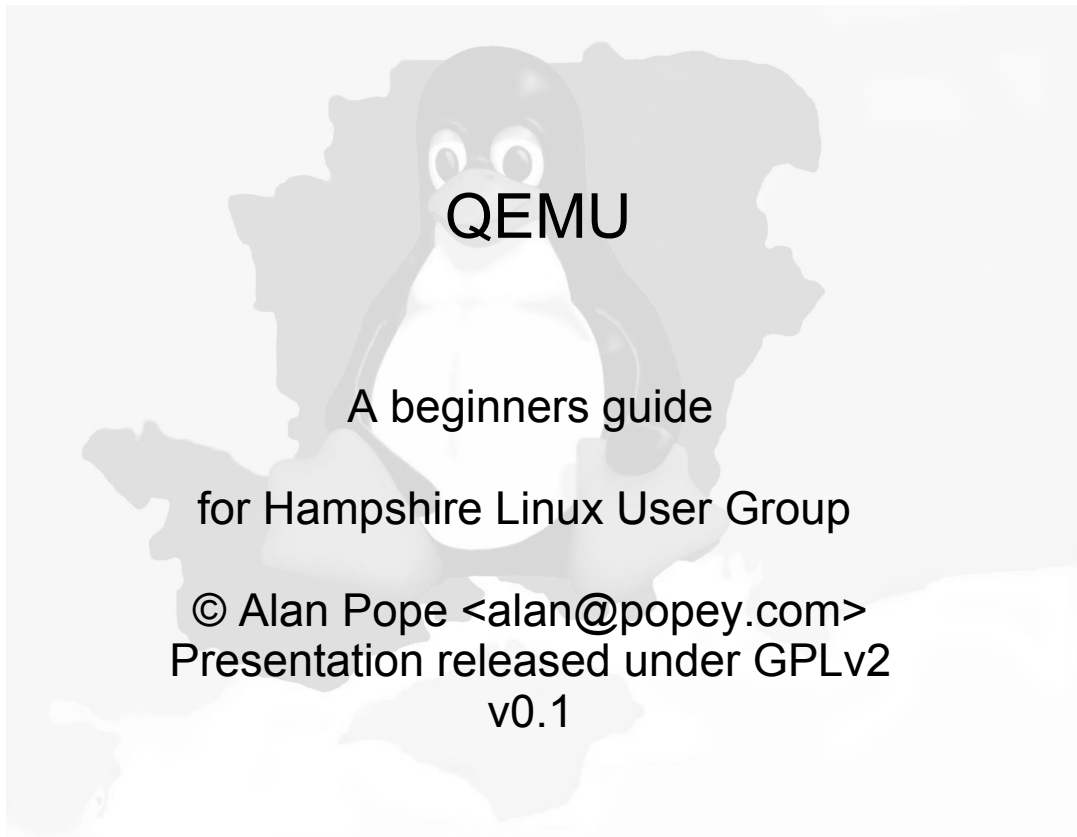 QEMU
A beginners guide
for Hampshire Linux User Group
© Alan Pope <alan@popey.com>
Presentation released under GPLv2
v0.1